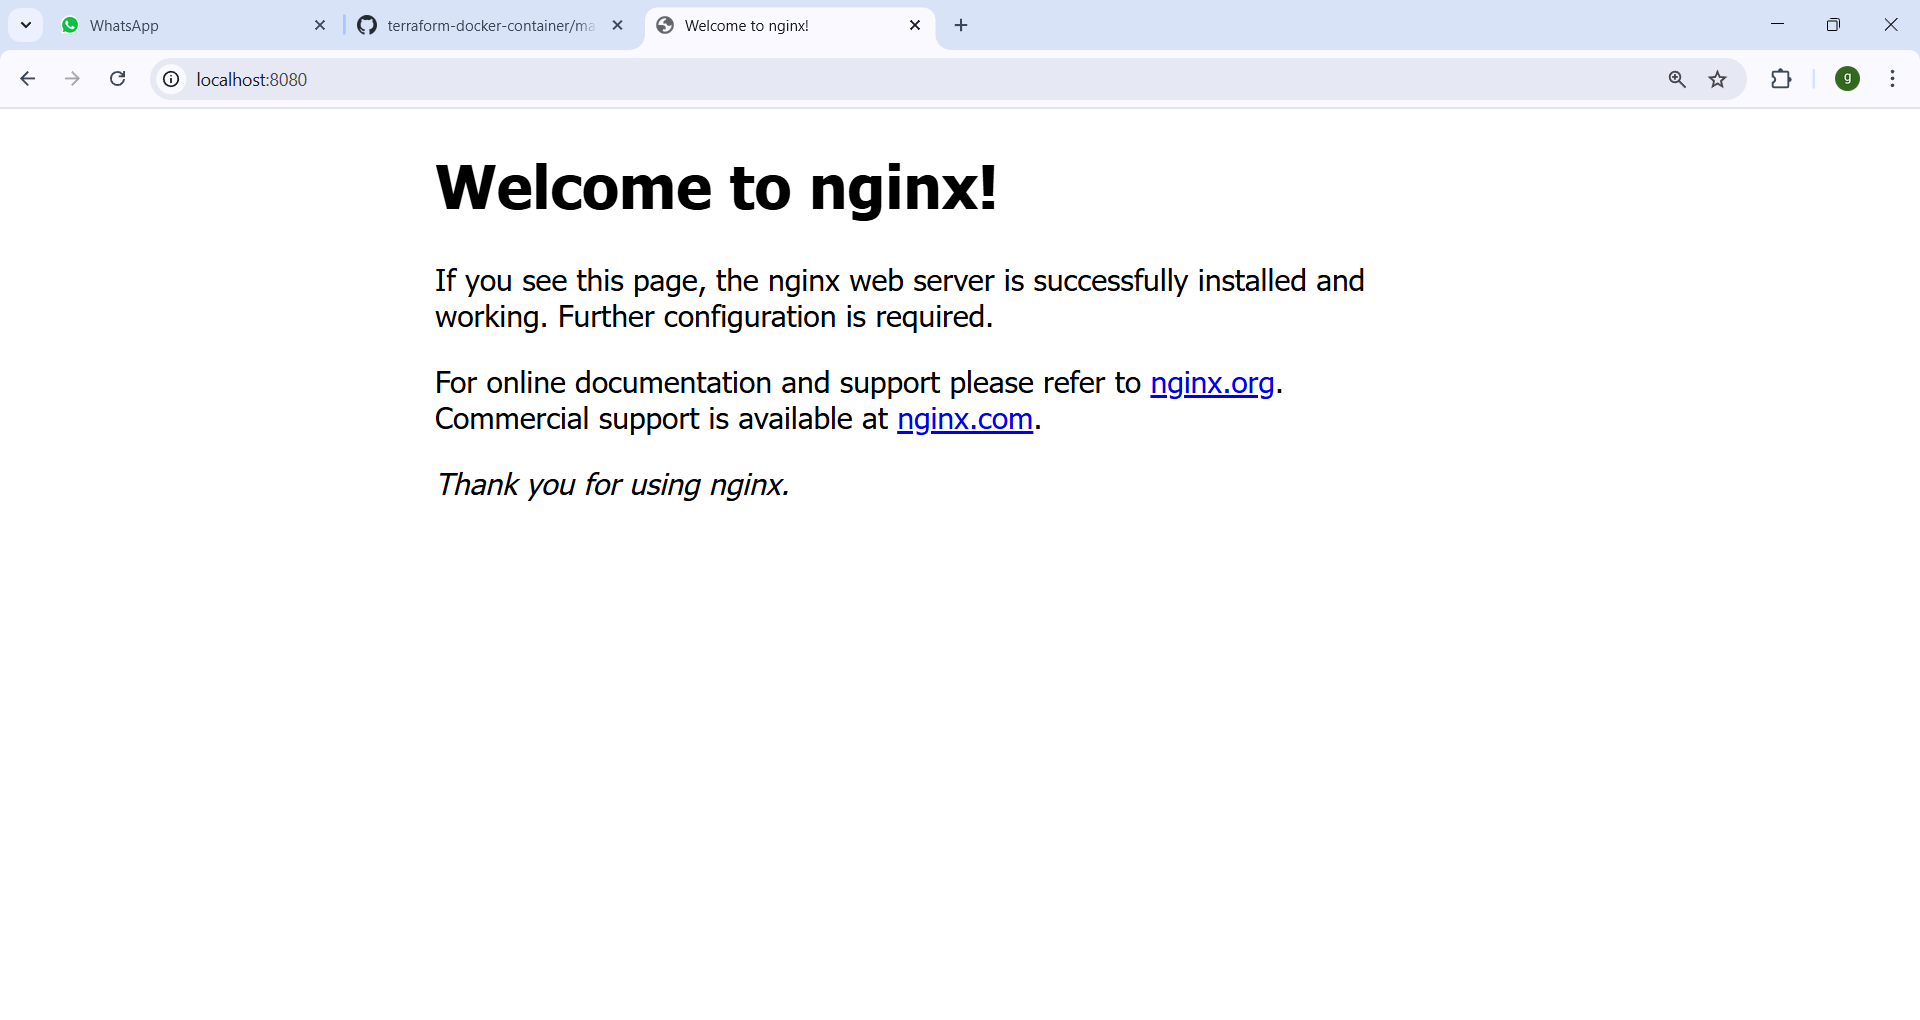 WhatsApp
terraform-docker-container/ma
Welcome to nginx!
localhost:8080
g
Welcome to nginx!
If you see this page, the nginx web server is successfully installed and
working. Further configuration is required.
For online documentation and support please refer to nginx.org.
Commercial support is available at nginx.com.
Thank you for using nginx.